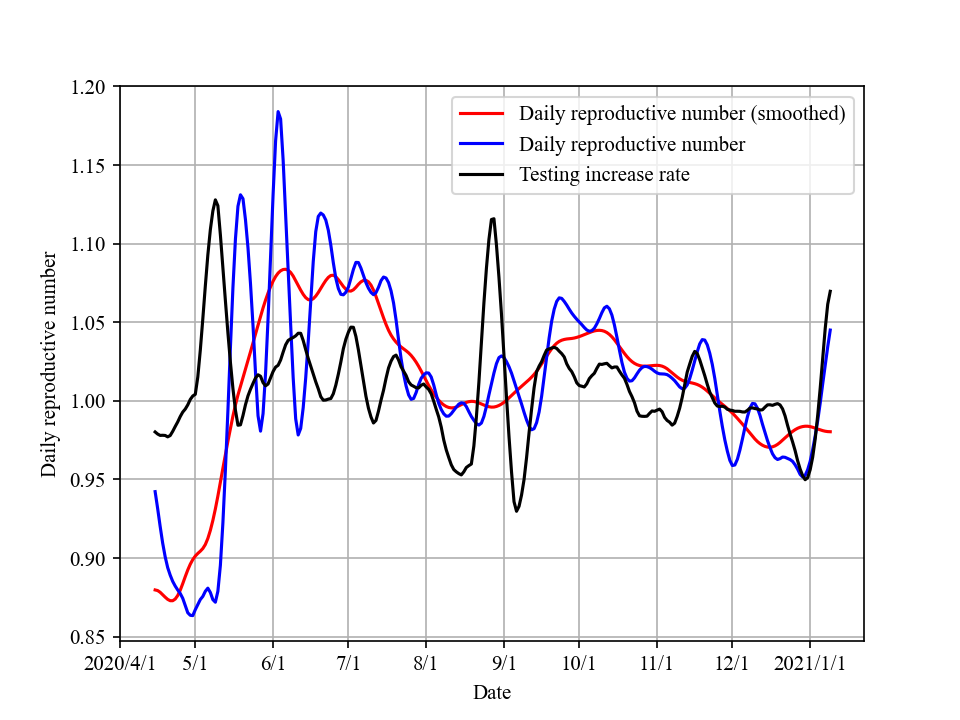 Daily reproductive number (smoothed)
Daily reproductive number
Testing increase rate
Daily reproductive number
1.20
1.15
1.10
1.05
1.00
0.95
0.90
0.85
2020/4/1 5/1 6/1 7/1 8/1 9/1 10/1 11/1 12/1 2021/1/1
Date